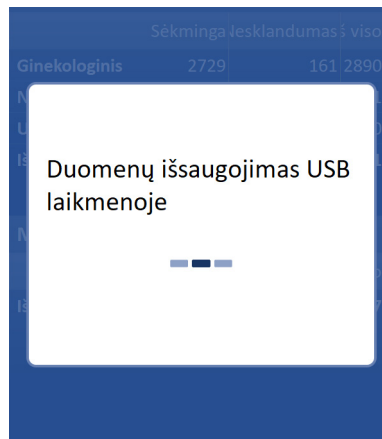 Sėkminga Nesklandumas Iš viso
Ginekologinis 2729 161 2890
Duomenų išsaugojimas USB
laikmenoje